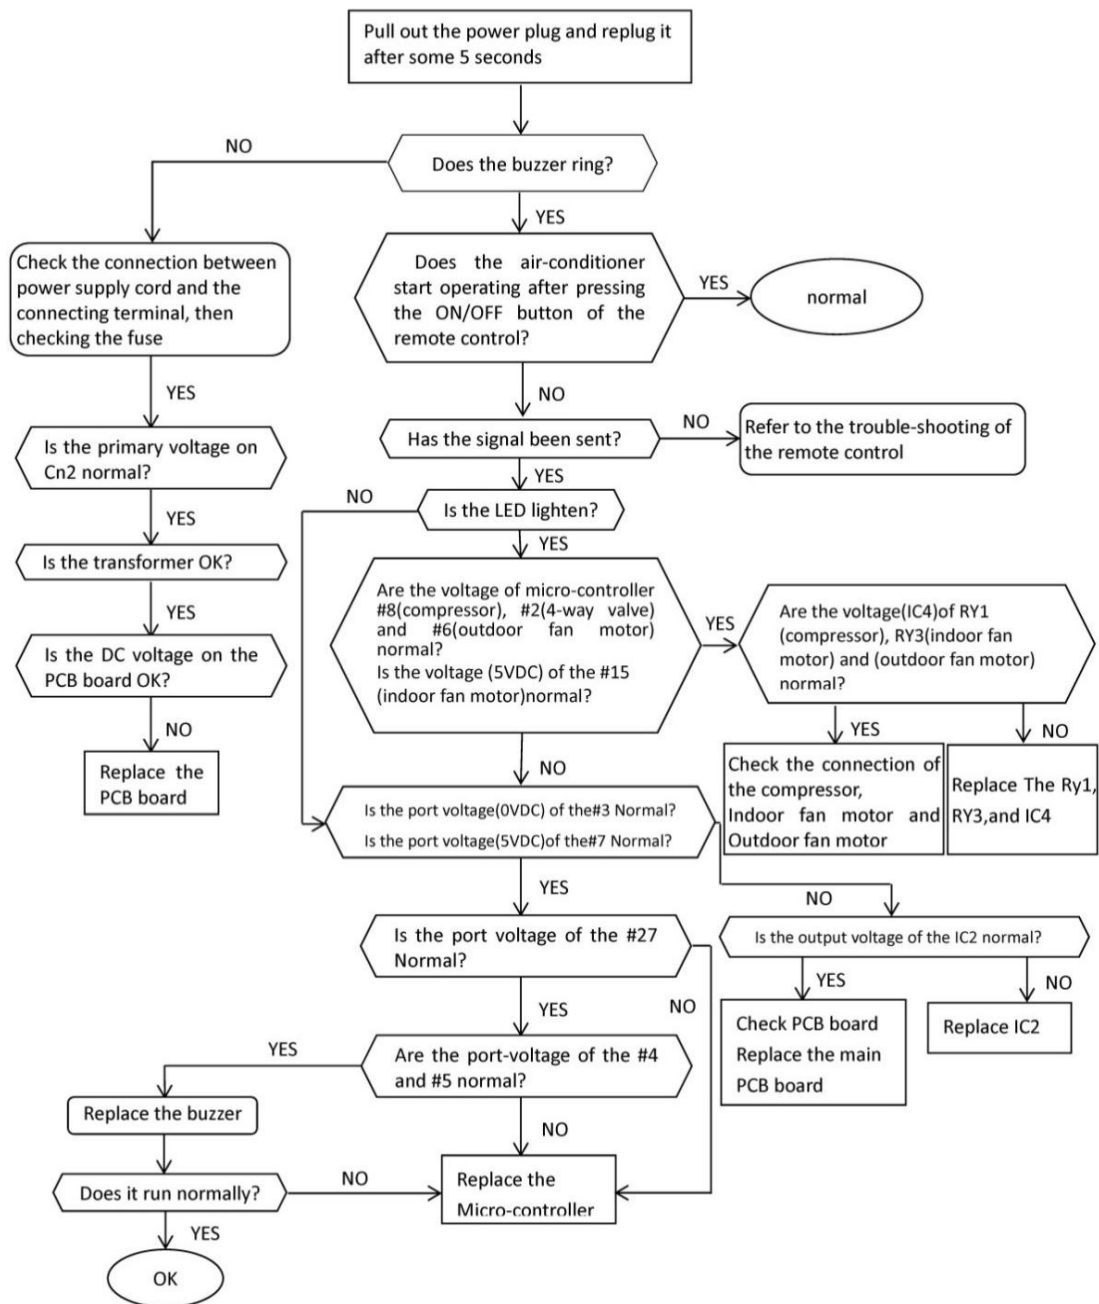 Pull out the power plug and replug it
after some 5 seconds
NO
Does the buzzer ring?
YES
Check the connection between
power supply cord and the
connecting terminal, then
checking the fuse
Does the air-conditioner
start operating after pressing
the ON/OFF button of the
remote control?
YES
normal
YES
NO
Is the primary voltage on
Cn2 normal?
Has the signal been sent?
NO
Refer to the trouble-shooting of
the remote control
YES
NO
Is the LED lighten?
YES
YES
Is the transformer OK?
Are the voltage of micro-controller
#8(compressor), #2(4-way valve)
and #6(outdoor fan motor)
normal?
Is the voltage (5VDC) of the #15
(indoor fan motor)normal?
YES
Are the voltage(IC4)of RY1
(compressor), RY3(indoor fan
motor) and (outdoor fan motor)
normal?
YES
Is the DC voltage on the
PCB board OK?
NO
Replace the
PCB board
YES
NO
Check the connection of
the compressor,
Indoor fan motor and
Outdoor fan motor
Replace The Ry1,
RY3,and IC4
NO
Is the port voltage(0VDC) of the#3 Normal?
Is the port voltage(5VDC)of the#7 Normal?
YES
NO
Is the port voltage of the #27
Normal?
Is the output voltage of the IC2 normal?
YES
NO
YES
NO
Check PCB board
Replace the main
PCB board
Replace IC2
YES
Are the port-voltage of the #4
and #5 normal?
Replace the buzzer
NO
Does it run normally?
NO
Replace the
Micro-controller
YES
OK